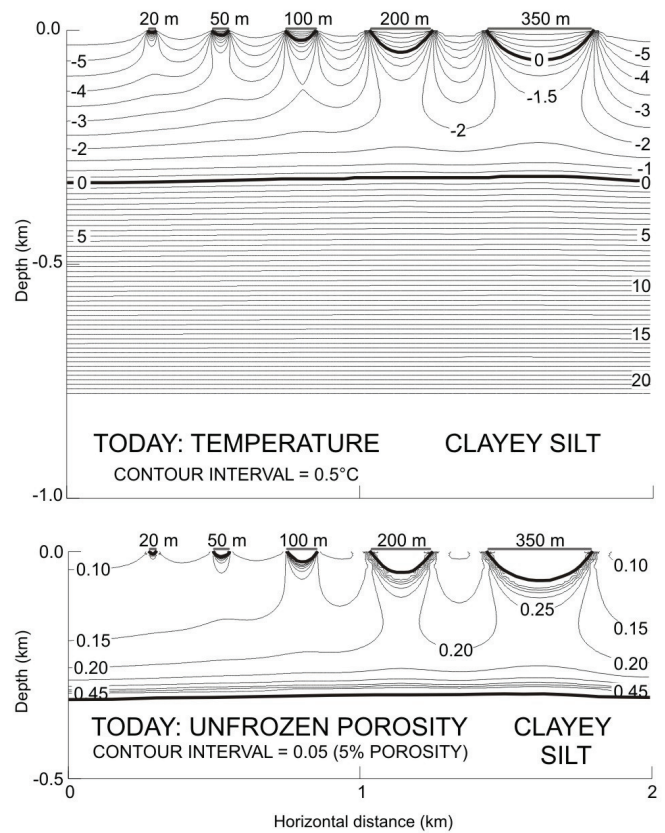 20 m 50 m 100 m 200 m 350 m
0.0
-5 0 -5
-4 -1.5 -4
-3 -3
-2 -2 -2
-1
0 0
5 5
-0.5
10
15
20
Depth (km)
TODAY: TEMPERATURE CLAYEY SILT
CONTOUR INTERVAL = 0.5°C
-1.0
20 m 50 m 100 m 200 m 350 m
0.0
0.10 0.10
0.25
0.15 0.15
0.20 0.20 0.20
0.45 0.45
Depth (km)
TODAY: UNFROZEN POROSITY CLAYEY
CONTOUR INTERVAL = 0.05 (5% POROSITY) SILT
-0.5
0 1 2
Horizontal distance (km)